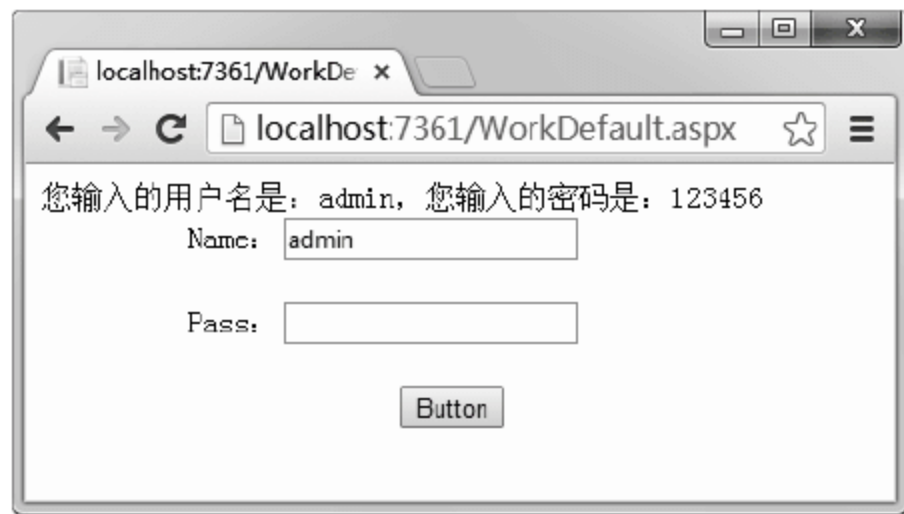 localhost:7361/WorkDe
localhost:7361/WorkDefault.aspx
您输入的用户名是：admin，您输入的密码是：123456
Name： admin
Pass：
Button